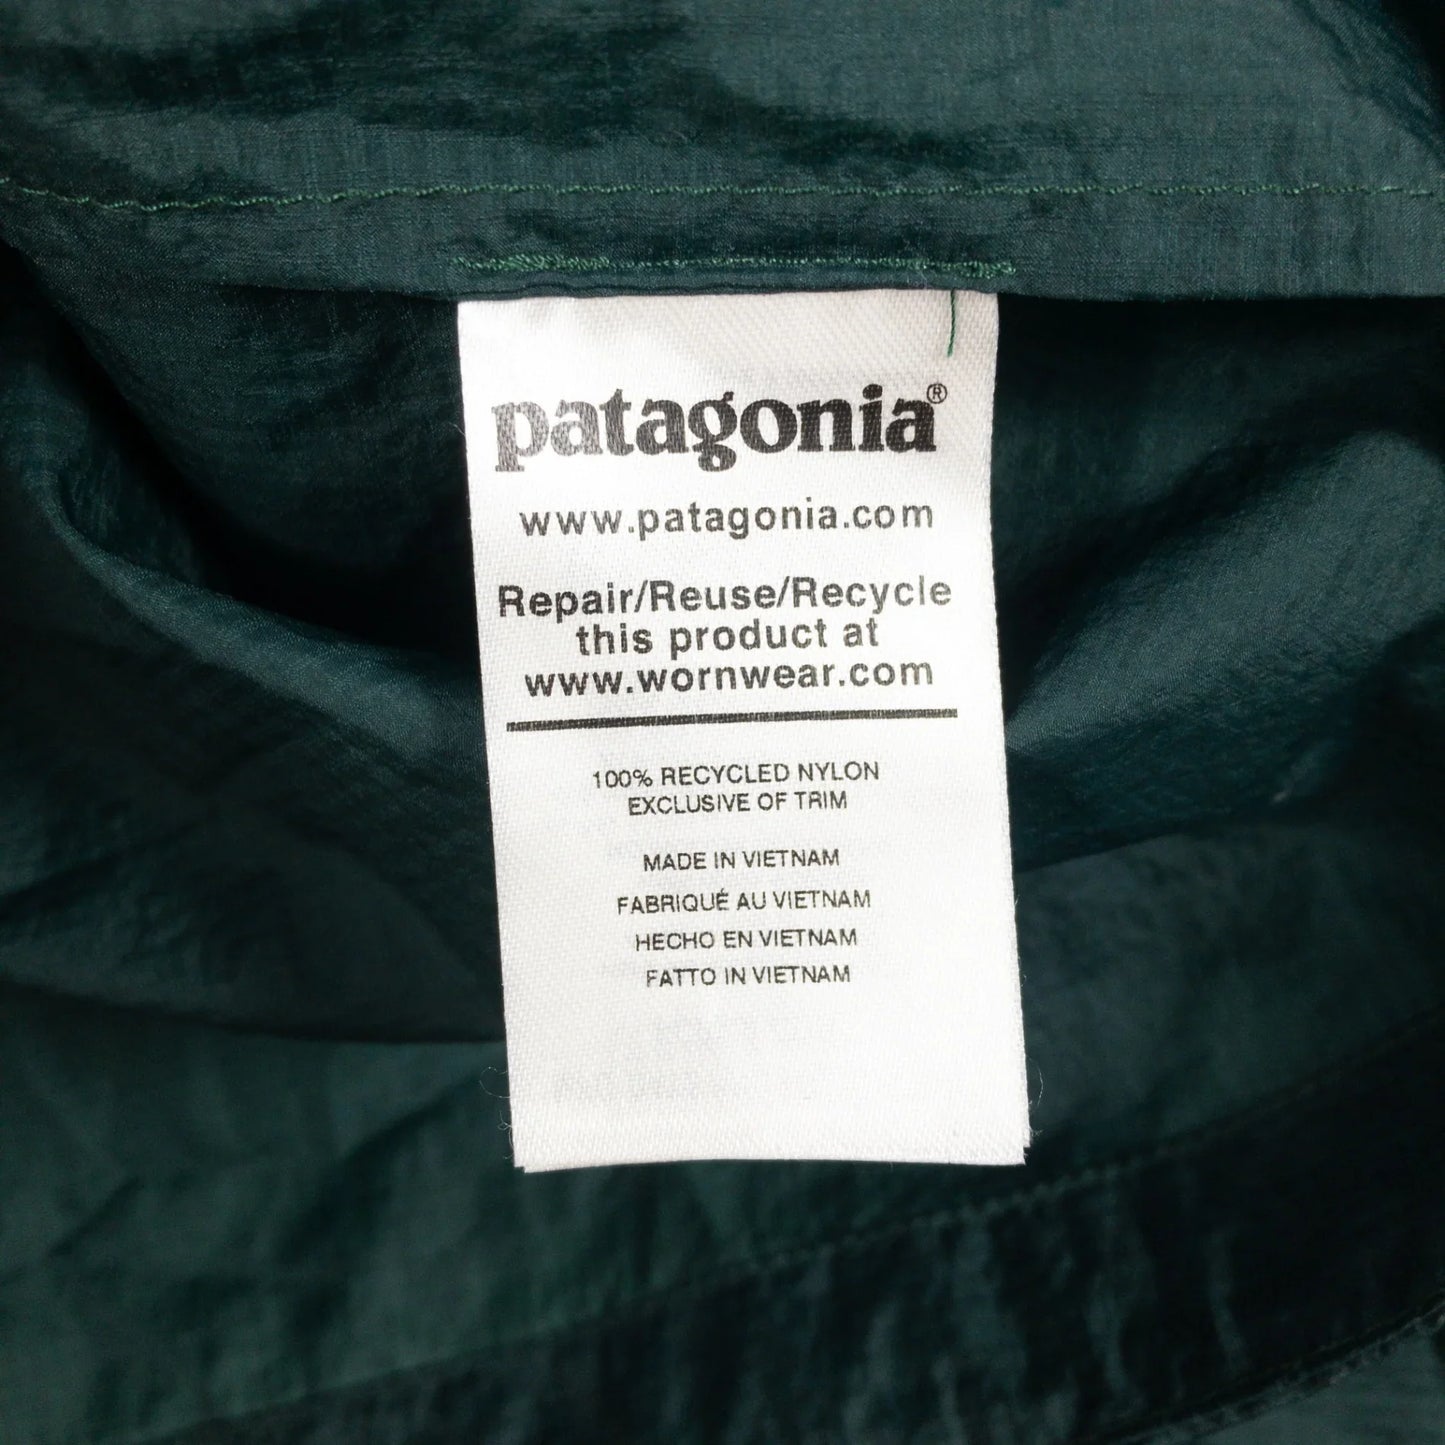 patagonia®
www.patagonia.com
Repair/Reuse/Recycle
this product at
www.wornwear.com
100% RECYCLED NYLON
EXCLUSIVE OF TRIM
MADE IN VIETNAM
FABRIQUÉ AU VIETNAM
HECHO EN VIETNAM
FATTO IN VIETNAM